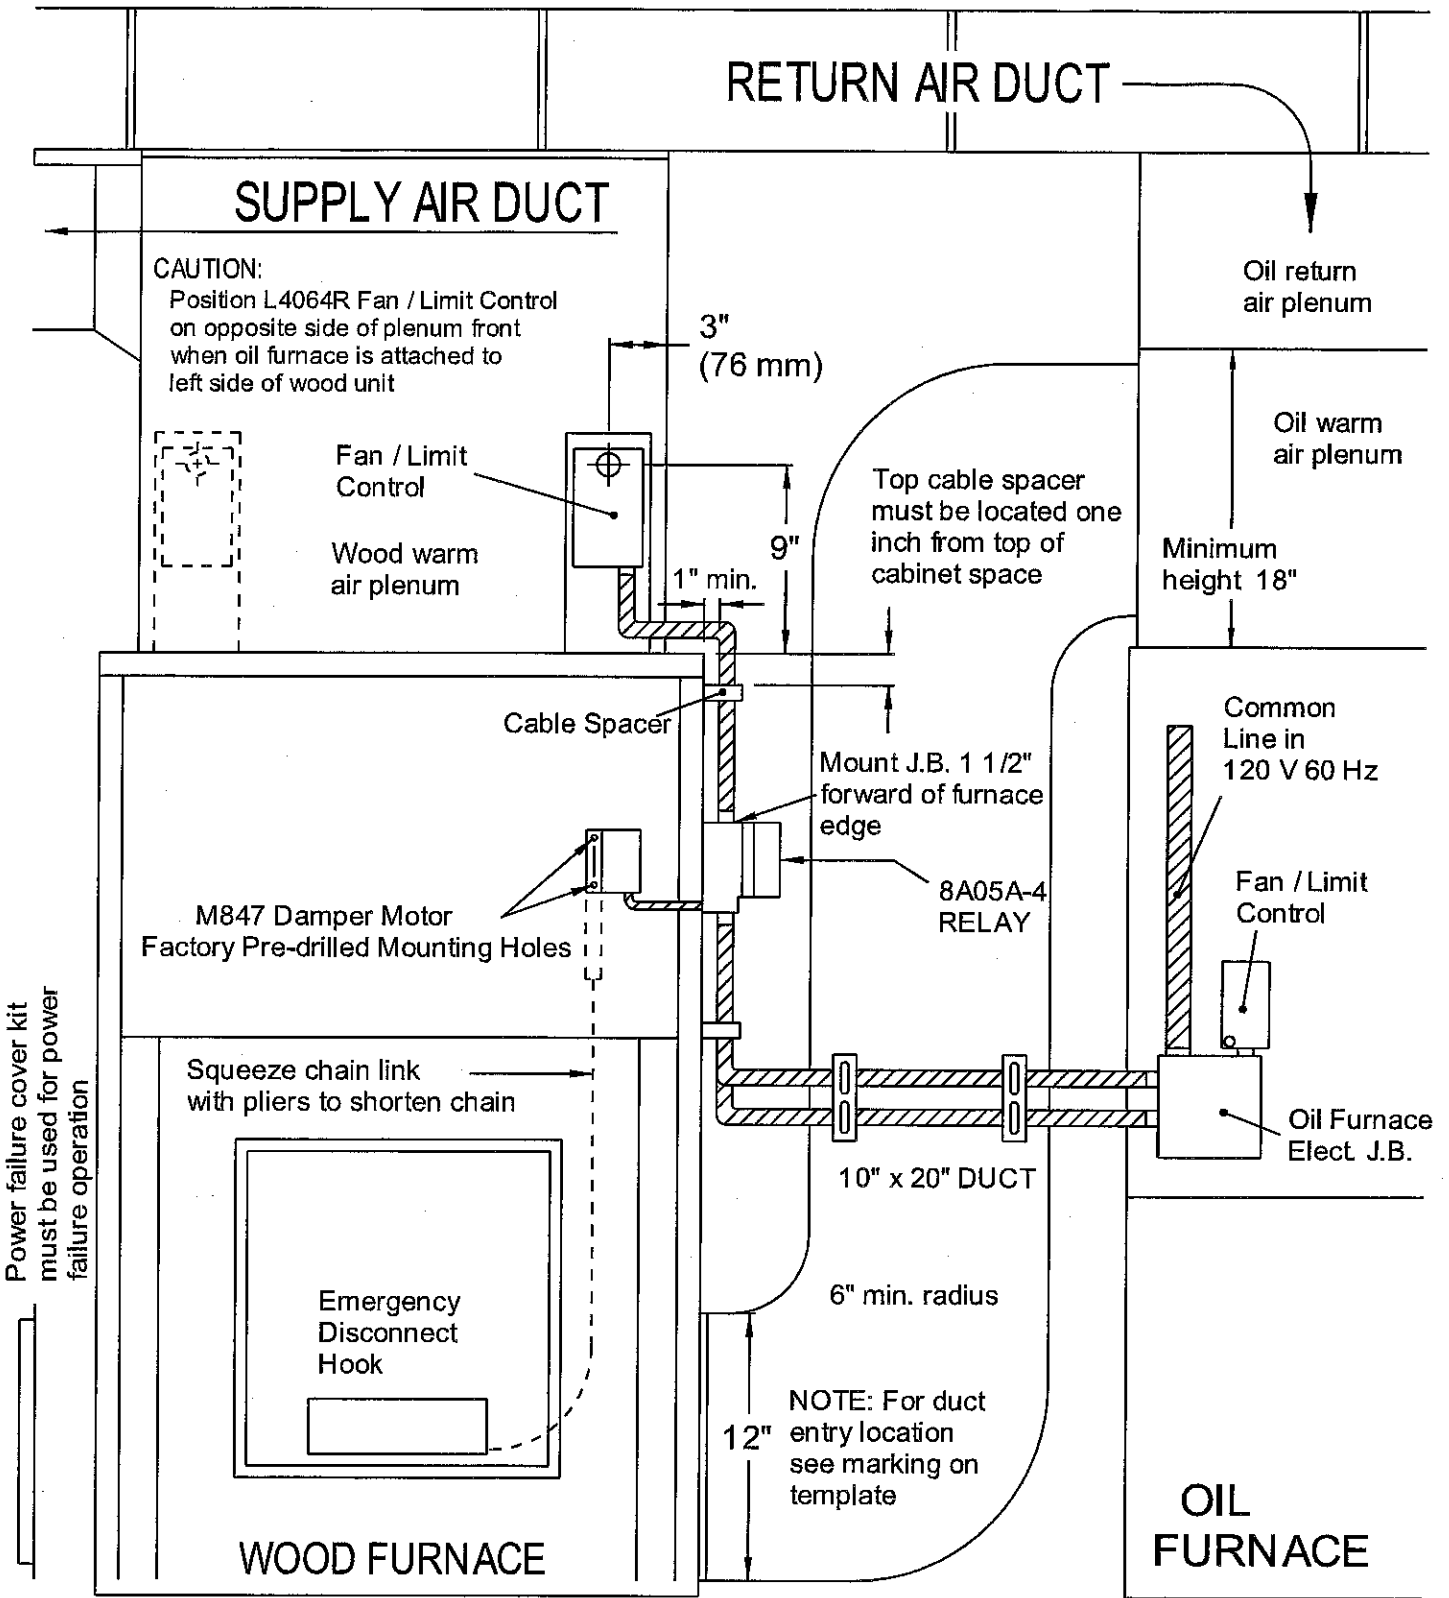 RETURN AIR DUCT
SUPPLY AIR DUCT
CAUTION:
Position L4064R Fan / Limit Control
on opposite side of plenum front
when oil furnace is attached to
left side of wood unit
3"
(76 mm)
Oil return
air plenum
Oil warm
air plenum
Fan / Limit
Control
Wood warm
air plenum
9"
1" min.
Top cable spacer
must be located one
inch from top of
cabinet space
Minimum
height 18"
Cable Spacer
Mount J.B. 1 1/2"
forward of furnace
edge
Common
Line in
120 V 60 Hz
8A05A-4
RELAY
Fan / Limit
Control
M847 Damper Motor
Factory Pre-drilled Mounting Holes
Power failure cover kit
must be used for power
failure operation
Squeeze chain link
with pliers to shorten chain
Oil Furnace
Elect. J.B.
10" x 20" DUCT
6" min. radius
Emergency
Disconnect
Hook
12"
NOTE: For duct
entry location
see marking on
template
WOOD FURNACE
OIL
FURNACE